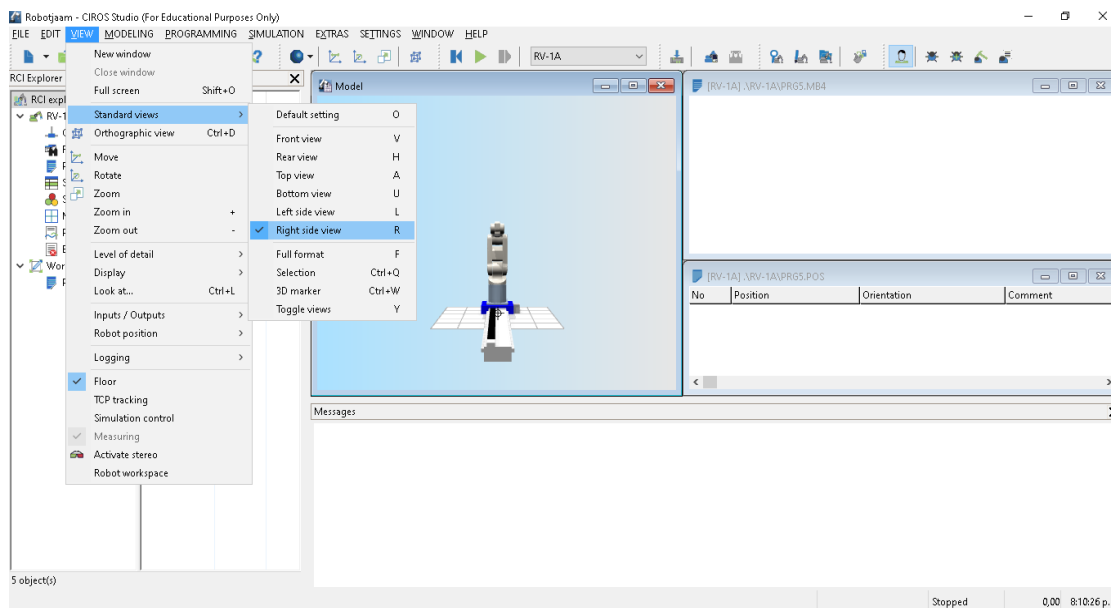 Robotjaam - CIROS Studio (For Educational Purposes Only)
FILE EDIT VIEW MODELING PROGRAMMING SIMULATION EXTRAS SETTINGS WINDOW HELP
RV-1A
RCI Explorer
RCI expl
RV-1
Wor
5 object(s)
New window
Close window
Full screen Shift+O
Standard views
Orthographic view Ctrl+D
Move
Rotate
Zoom
Zoom in +
Zoom out -
Level of detail
Display
Look at... Ctrl+L
Inputs / Outputs
Robot position
Logging
Floor
TCP tracking
Simulation control
Measuring
Activate stereo
Robot workspace
Default setting O
Front view V
Rear view H
Top view A
Bottom view U
Left side view L
Right side view R
Full format F
Selection Ctrl+Q
3D marker Ctrl+W
Toggle views Y
Model
[RV-1A] .\RV-1A\PRG5.MB4
[RV-1A] .\RV-1A\PRG5.POS
No Position Orientation Comment
Messages
Stopped 0,00 8:10:26 p.